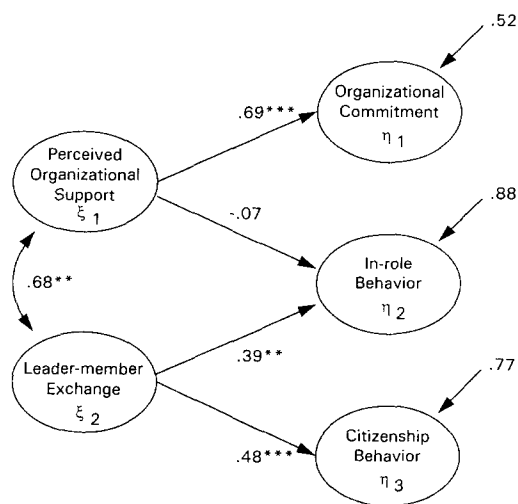 .52
Organizational
Commitment
η 1
.69***
Perceived
Organizational
Support
ξ 1
-.07
.88
In-role
Behavior
η 2
.68**
.39**
Leader-member
Exchange
ξ 2
.77
.48***
Citizenship
Behavior
η 3